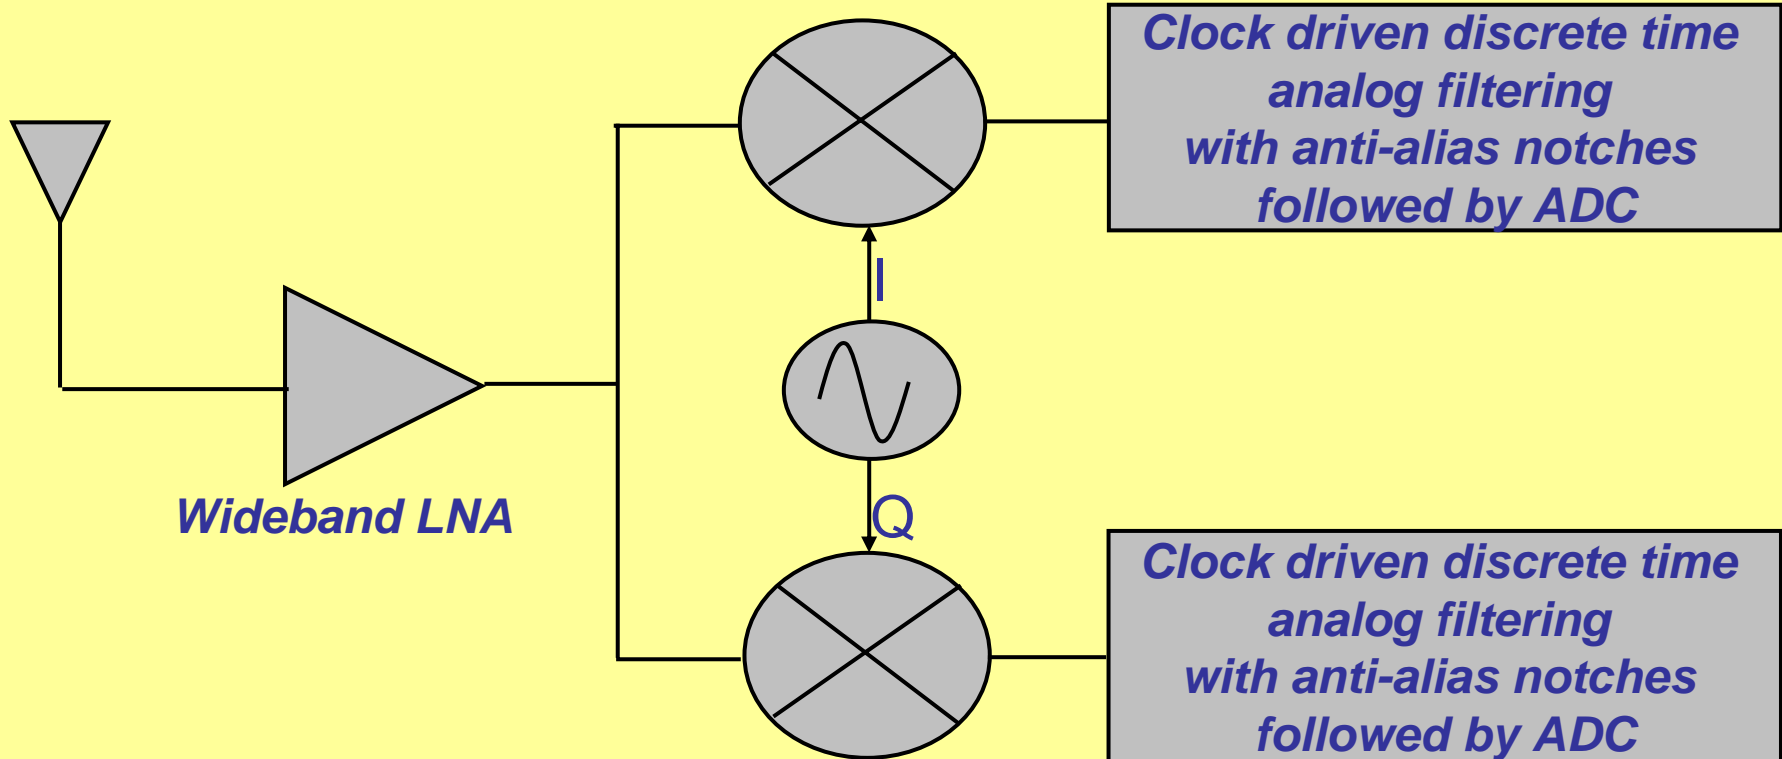 Clock driven discrete time
analog filtering
with anti-alias notches
followed by ADC
I
Wideband LNA
Q
Clock driven discrete time
analog filtering
with anti-alias notches
followed by ADC